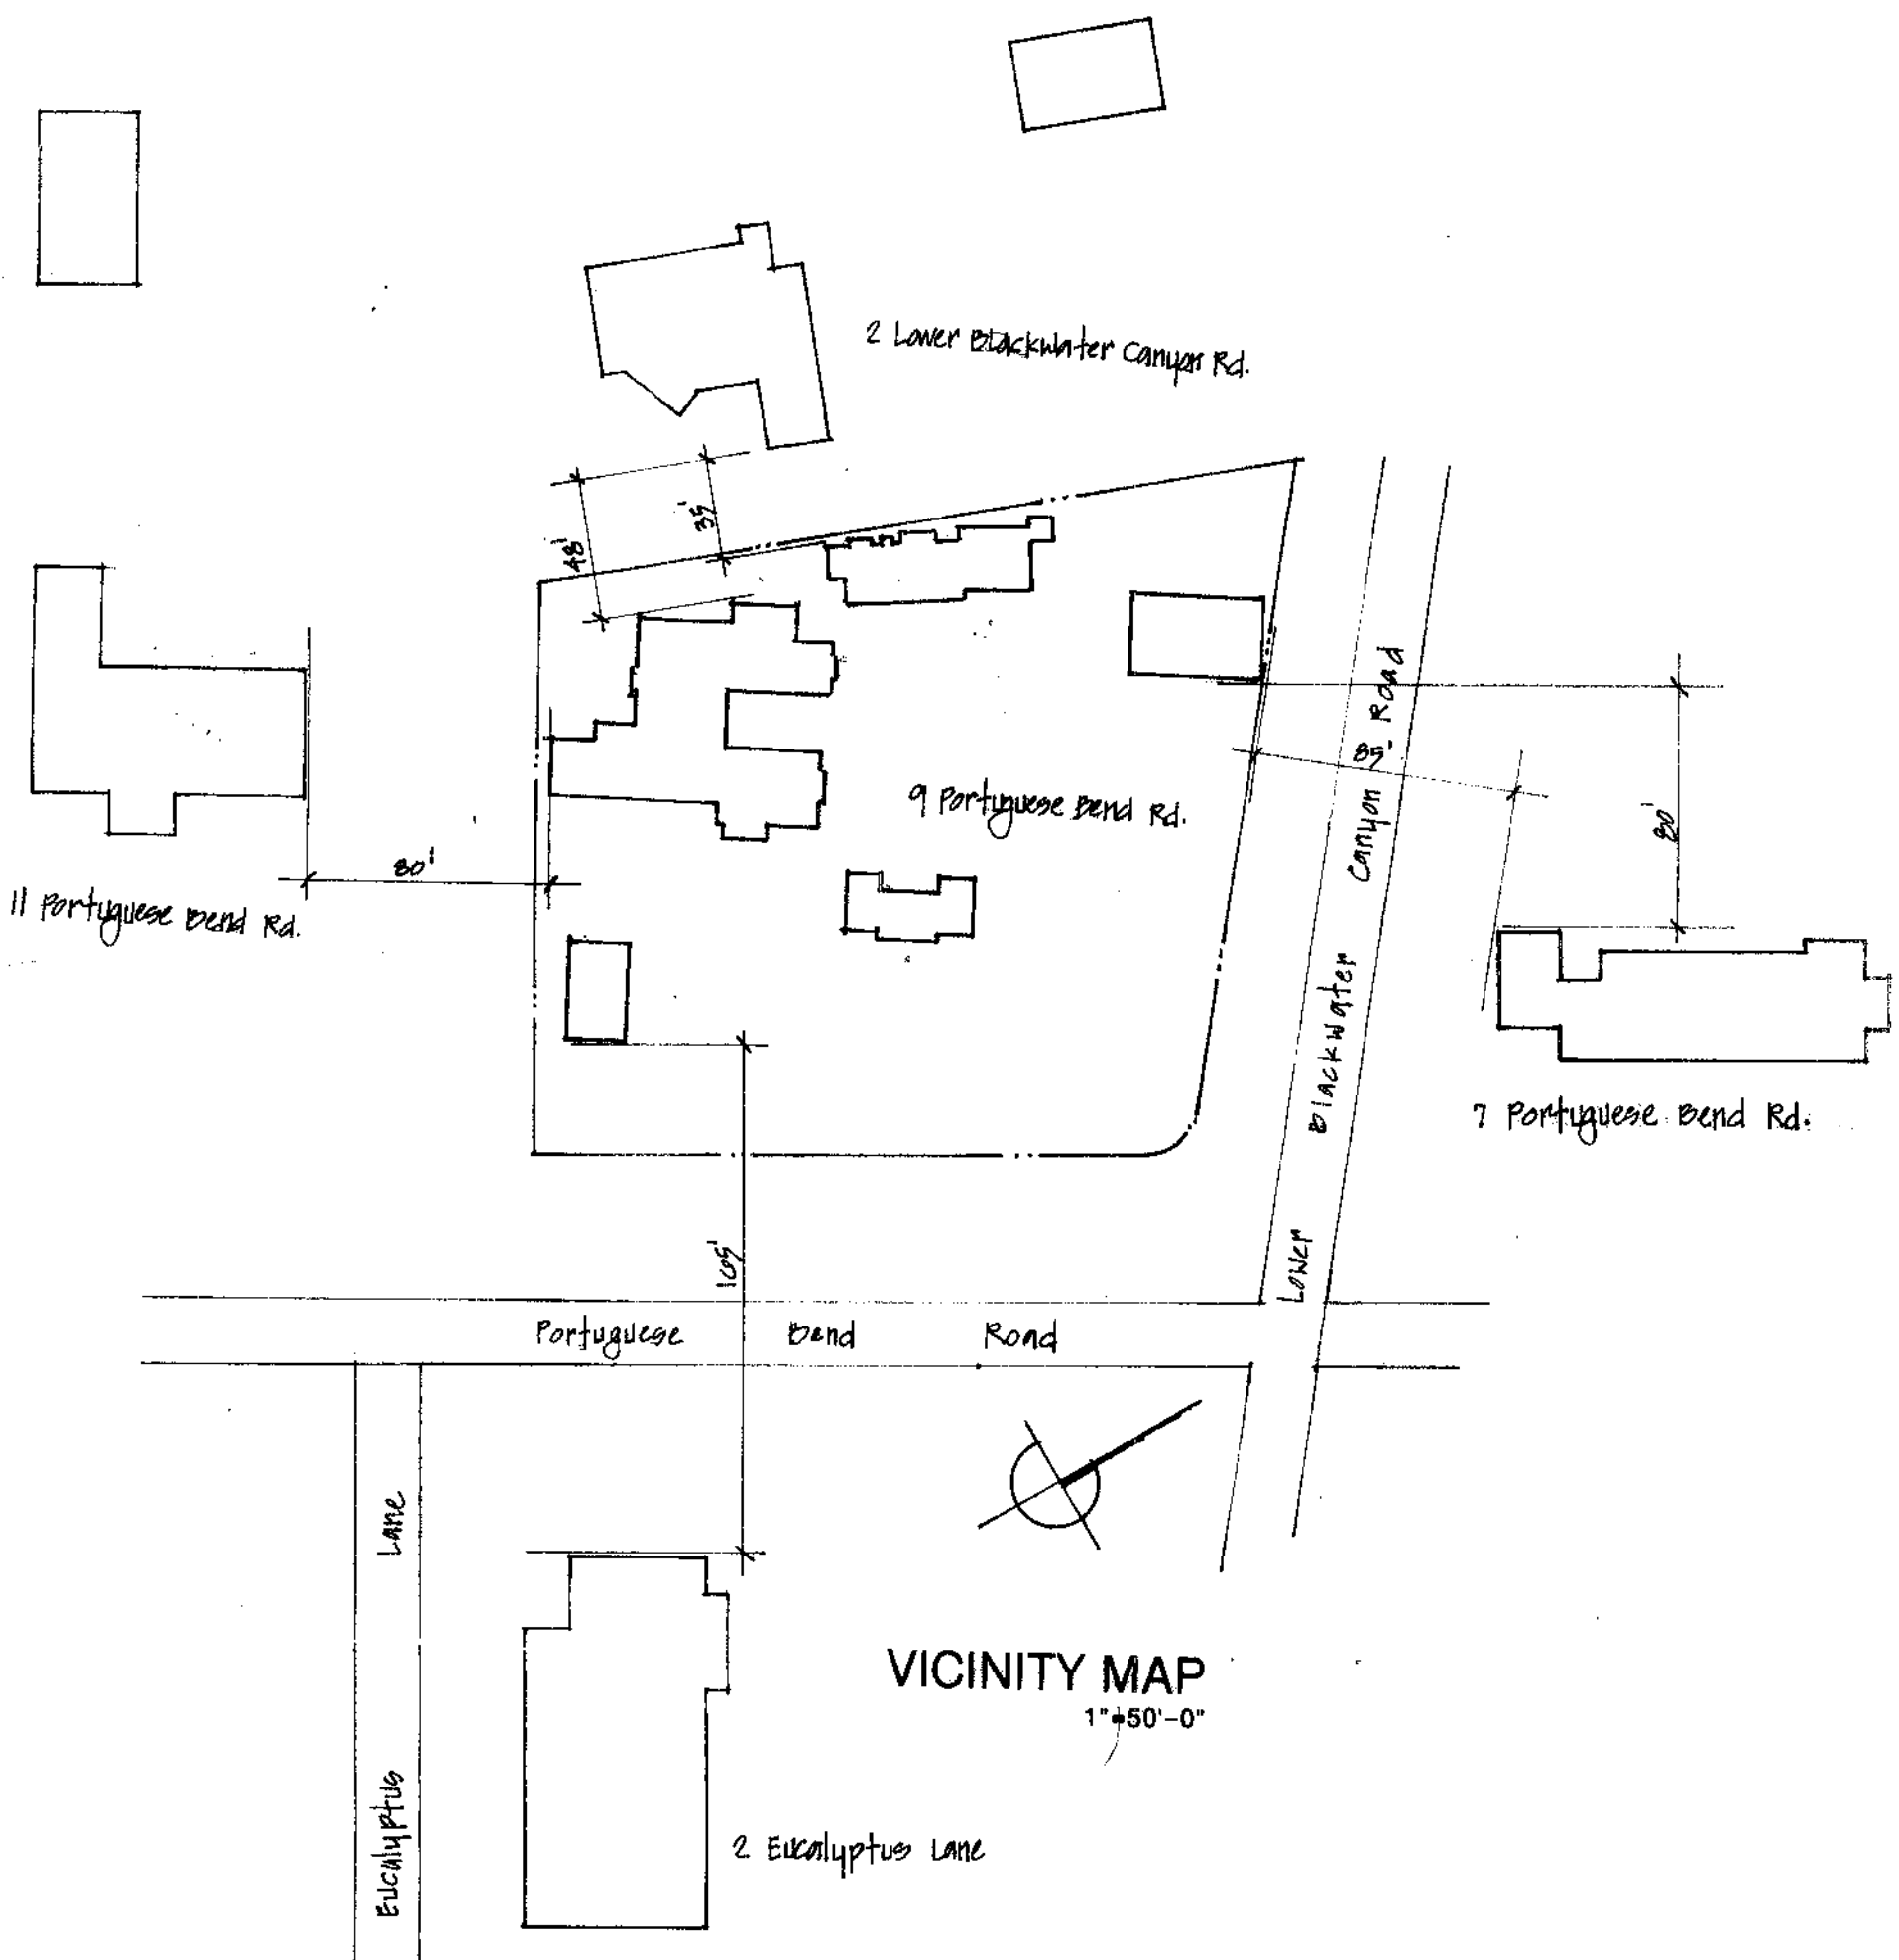 2 Lower Blackwater Canyon Rd.
35'
48'
9 Portuguese Bend Rd.
85'
80'
80'
11 Portuguese Bend Rd.
Lower Blackwater Canyon Road
7 Portuguese Bend Rd.
165'
Portuguese Bend Road
Eucalyptus Lane
VICINITY MAP
1"=50'-0"
2 Eucalyptus Lane